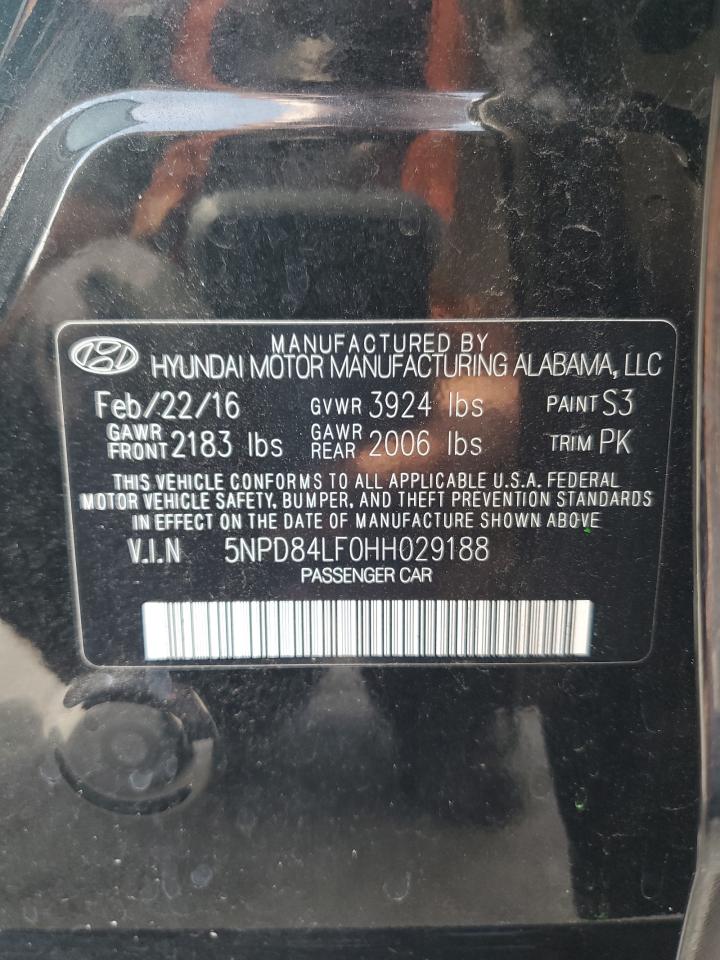 MANUFACTURED BY
HYUNDAI MOTOR MANUFACTURING ALABAMA, LLC
Feb/22/16 GVWR 3924 lbs PAINT S3
GAWR FRONT 2183 lbs GAWR REAR 2006 lbs TRIM PK
THIS VEHICLE CONFORMS TO ALL APPLICABLE U.S.A. FEDERAL
MOTOR VEHICLE SAFETY, BUMPER, AND THEFT PREVENTION STANDARDS
IN EFFECT ON THE DATE OF MANUFACTURE SHOWN ABOVE
V.I.N 5NPD84LF0HH029188
PASSENGER CAR